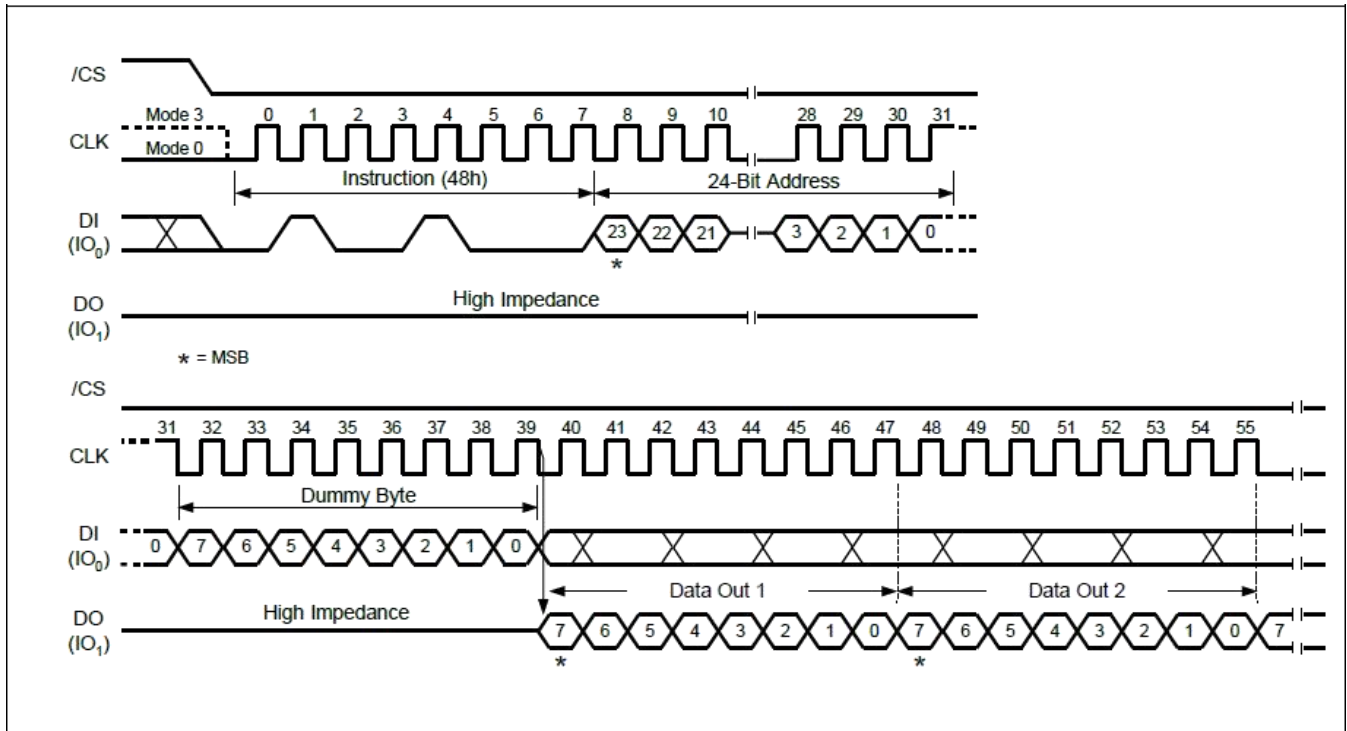 /CS
Mode 3 0 1 2 3 4 5 6 7 8 9 10 28 29 30 31
CLK
Mode 0
Instruction (48h) 24-Bit Address
DI
(IO0) 23 22 21 3 2 1 0
*
DO
(IO1) High Impedance
* = MSB
/CS
31 32 33 34 35 36 37 38 39 40 41 42 43 44 45 46 47 48 49 50 51 52 53 54 55
CLK
Dummy Byte
DI
(IO0) 0 7 6 5 4 3 2 1 0
Data Out 1 Data Out 2
DO
(IO1) High Impedance 7 6 5 4 3 2 1 0 7 6 5 4 3 2 1 0 7
* *